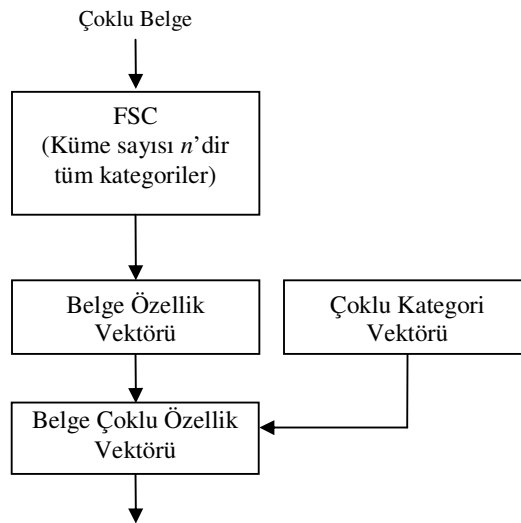 Çoklu Belge
FSC
(Küme sayısı n’dir
tüm kategoriler)
Belge Özellik
Vektörü
Çoklu Kategori
Vektörü
Belge Çoklu Özellik
Vektörü